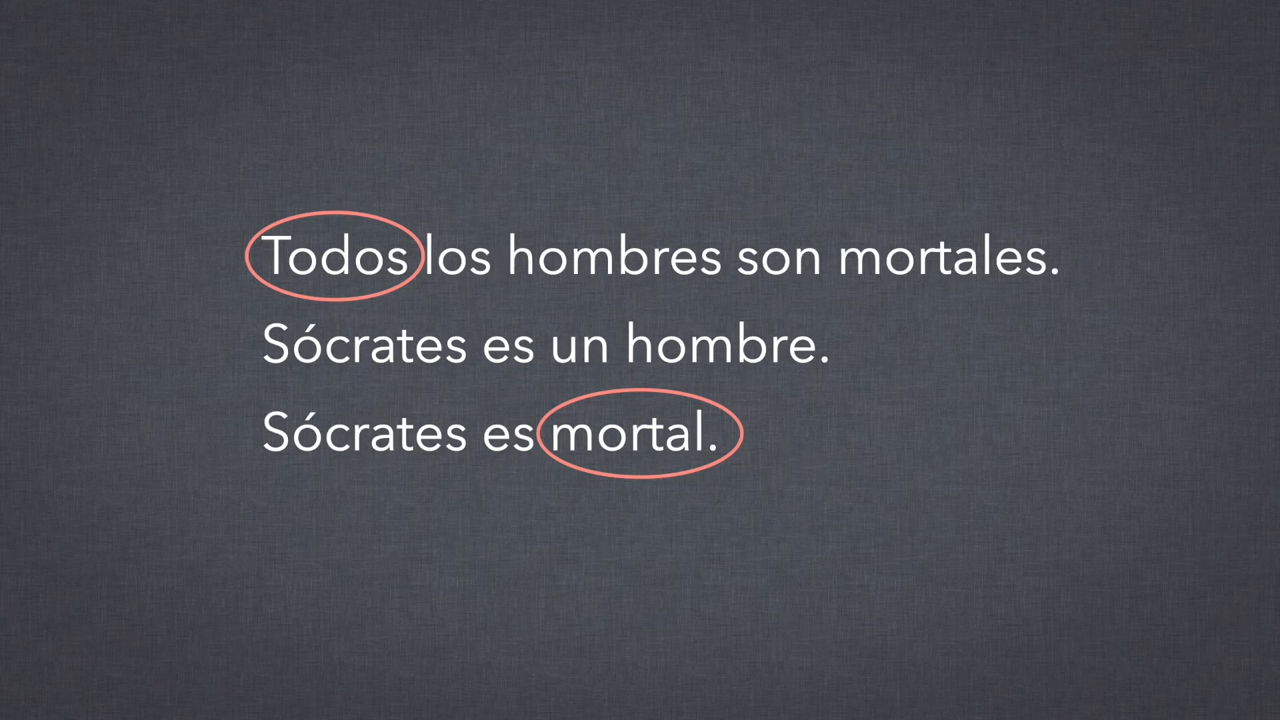 Todos los hombres son mortales.
Sócrates es un hombre.
Sócrates es mortal.